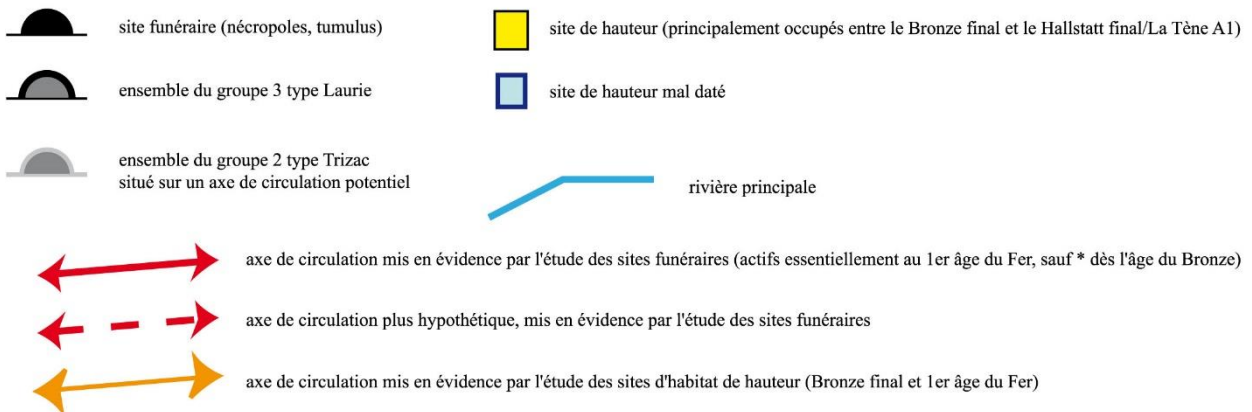 site funéraire (nécropoles, tumulus)
site de hauteur (principalement occupés entre le Bronze final et le Hallstatt final/La Tène A1)
ensemble du groupe 3 type Laurie
site de hauteur mal daté
ensemble du groupe 2 type Trizac
situé sur un axe de circulation potentiel
rivière principale
axe de circulation mis en évidence par l'étude des sites funéraires (actifs essentiellement au 1er âge du Fer, sauf * dès l'âge du Bronze)
axe de circulation plus hypothétique, mis en évidence par l'étude des sites funéraires
axe de circulation mis en évidence par l'étude des sites d'habitat de hauteur (Bronze final et 1er âge du Fer)